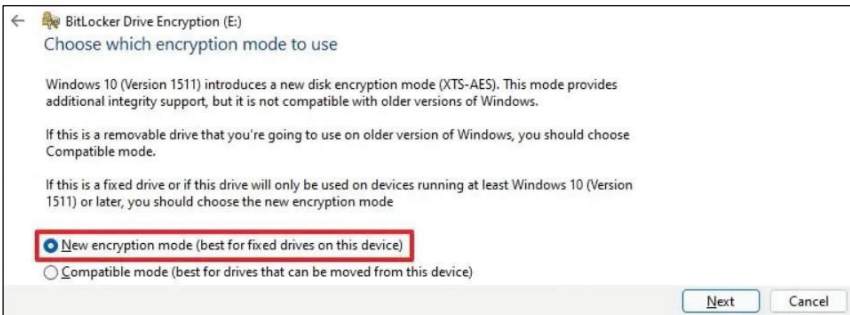 BitLocker Drive Encryption (E:)
Choose which encryption mode to use
Windows 10 (Version 1511) introduces a new disk encryption mode (XTS-AES). This mode provides
additional integrity support, but it is not compatible with older versions of Windows.
If this is a removable drive that you're going to use on older version of Windows, you should choose
Compatible mode.
If this is a fixed drive or if this drive will only be used on devices running at least Windows 10 (Version
1511) or later, you should choose the new encryption mode
New encryption mode (best for fixed drives on this device)
Compatible mode (best for drives that can be moved from this device)
Next Cancel